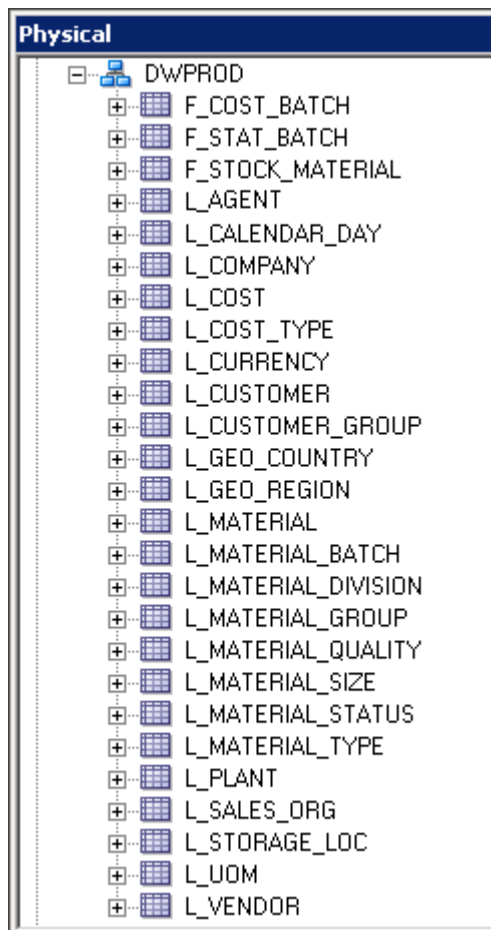 Physical
DWPROD
F_COST_BATCH
F_STAT_BATCH
F_STOCK_MATERIAL
L_AGENT
L_CALENDAR_DAY
L_COMPANY
L_COST
L_COST_TYPE
L_CURRENCY
L_CUSTOMER
L_CUSTOMER_GROUP
L_GEO_COUNTRY
L_GEO_REGION
L_MATERIAL
L_MATERIAL_BATCH
L_MATERIAL_DIVISION
L_MATERIAL_GROUP
L_MATERIAL_QUALITY
L_MATERIAL_SIZE
L_MATERIAL_STATUS
L_MATERIAL_TYPE
L_PLANT
L_SALES_ORG
L_STORAGE_LOC
L_UOM
L_VENDOR